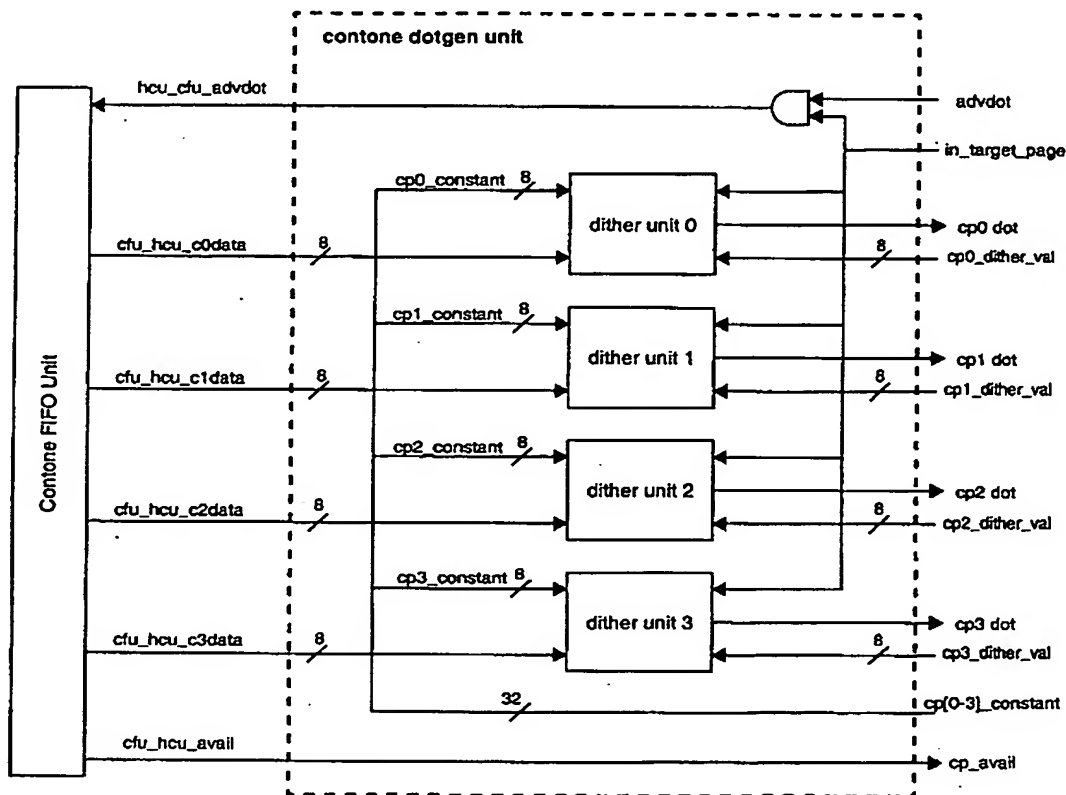 contone dotgen unit
hcu_cfu_advdot
advdot
in_target_page
cp0_constant 8
dither unit 0
cp0 dot
cfu_hcu_c0data 8
8 cp0_dither_val
cp1_constant 8
dither unit 1
cp1 dot
cfu_hcu_c1data 8
8 cp1_dither_val
Contone FIFO Unit
cp2_constant 8
dither unit 2
cp2 dot
cfu_hcu_c2data 8
8 cp2_dither_val
cp3_constant 8
dither unit 3
cp3 dot
cfu_hcu_c3data 8
8 cp3_dither_val
32
cp[0-3]_constant
cfu_hcu_avail
cp_avail